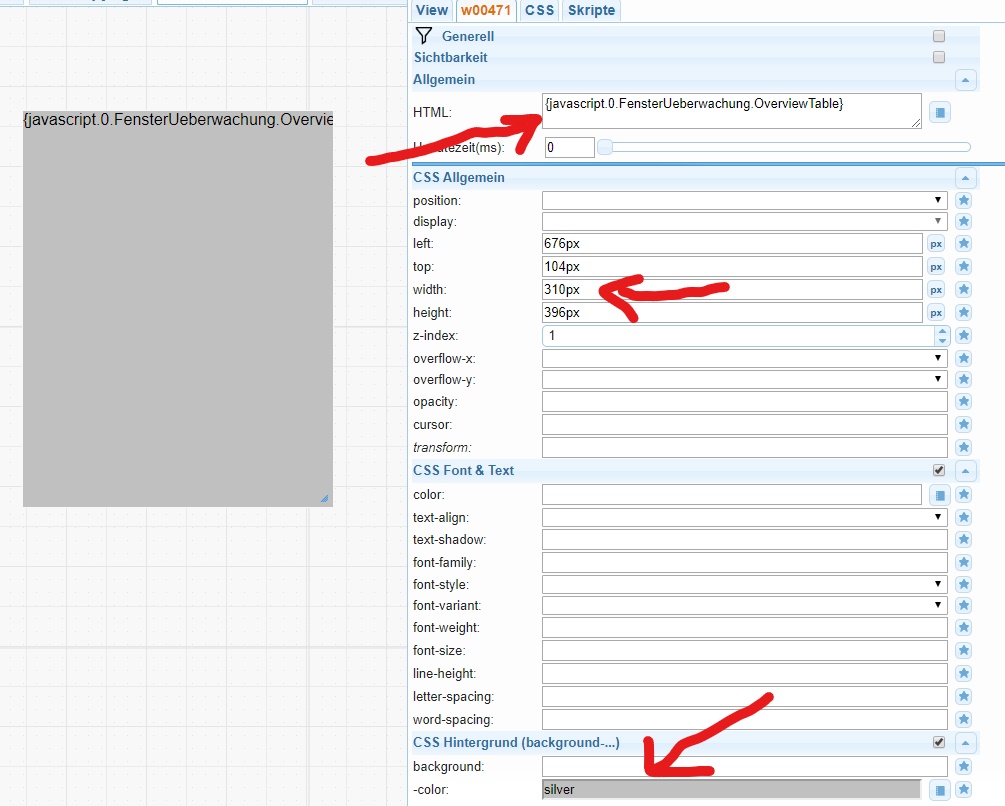 View w00471 CSS Skripte
Generell
Sichtbarkeit
Allgemein
{javascript.0.FensterUeberwachung.Overvie
HTML: {javascript.0.FensterUeberwachung.OverviewTable}
0
CSS Allgemein
position:
display:
left: 676px px
top: 104px px
width: 310px px
height: 396px px
z-index: 1
overflow-x:
overflow-y:
opacity:
cursor:
transform:
CSS Font & Text
color:
text-align:
text-shadow:
font-family:
font-style:
font-variant:
font-weight:
font-size:
line-height:
letter-spacing:
word-spacing:
CSS Hintergrund (background-...)
background:
-color: silver